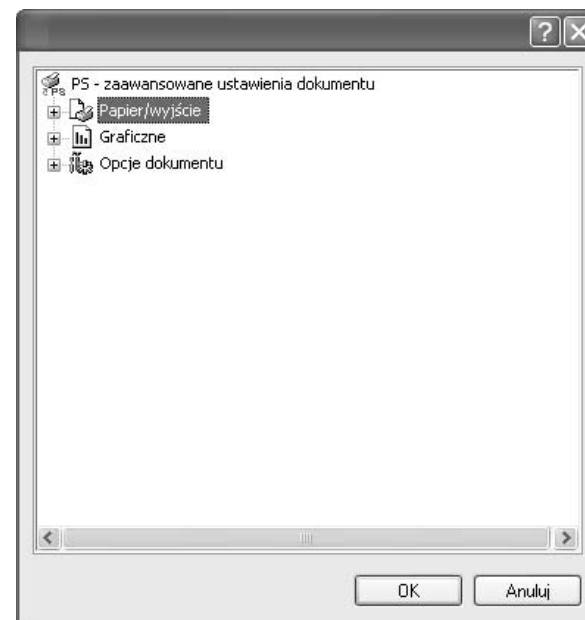 PS - zaawansowane ustawienia dokumentu
Papier/wyjście
Graficzne
Opcje dokumentu
OK
Anuluj